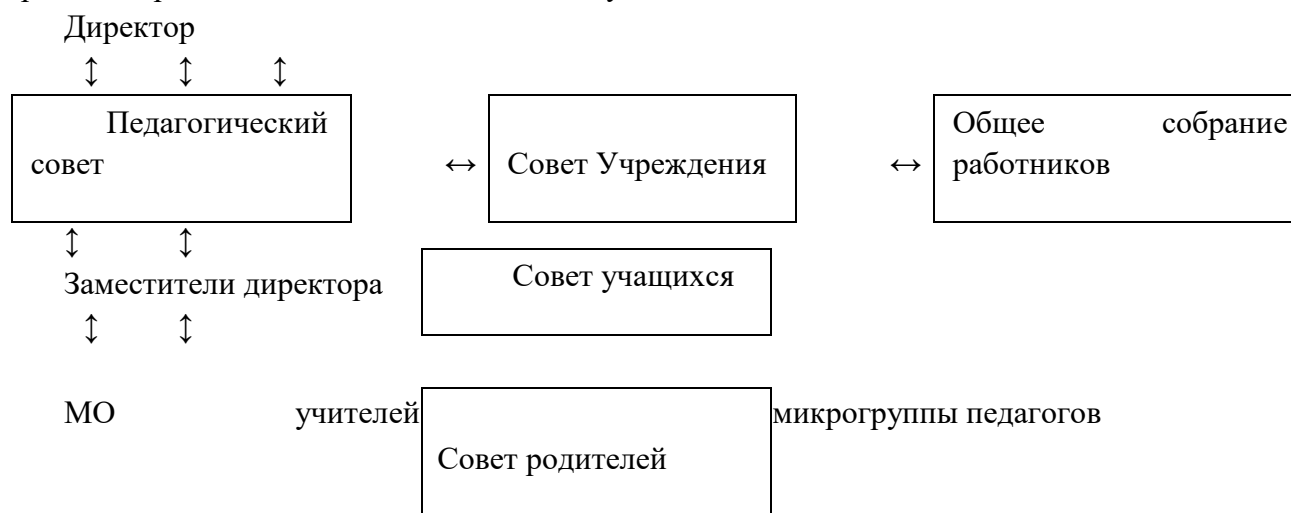 Директор
↕ ↕ ↕
Педагогический
совет
↔
Совет Учреждения
↔
Общее собрание
работников
↕ ↕
Заместители директора
Совет учащихся
↕ ↕
МО учителей
микрогруппы педагогов
Совет родителей